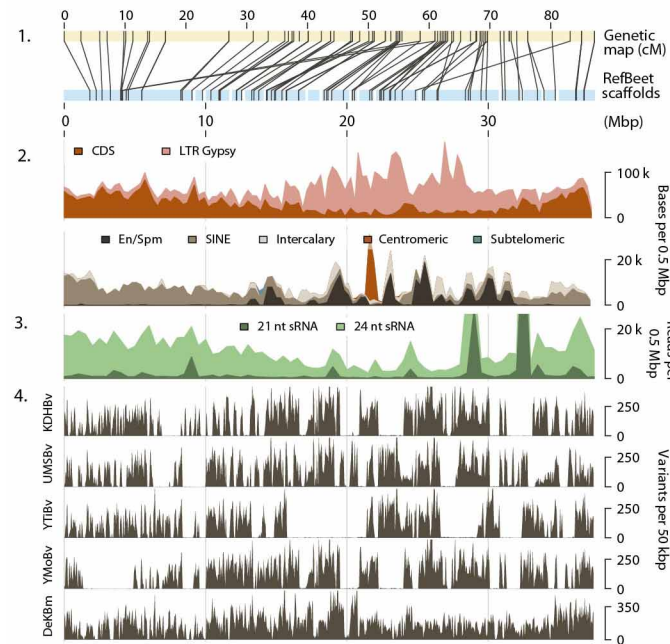 0 10 20 30 40 50 60 70 80
1.
Genetic
map (cM)
RefBeet
scaffolds
0 10 20 30 (Mbp)
2.
CDS LTR Gypsy
100 k
0
Bases per 0.5 Mbp
En/Spm SINE Intercalary Centromeric Subtelomeric
20 k
0
3.
21 nt sRNA 24 nt sRNA
20 k
0
0.5 Mbp
4.
KDHBv
250
0
UMSBv
250
0
YTiBv
250
0
YMoBv
250
0
DeKBm
350
0
Variants per 50 kbp